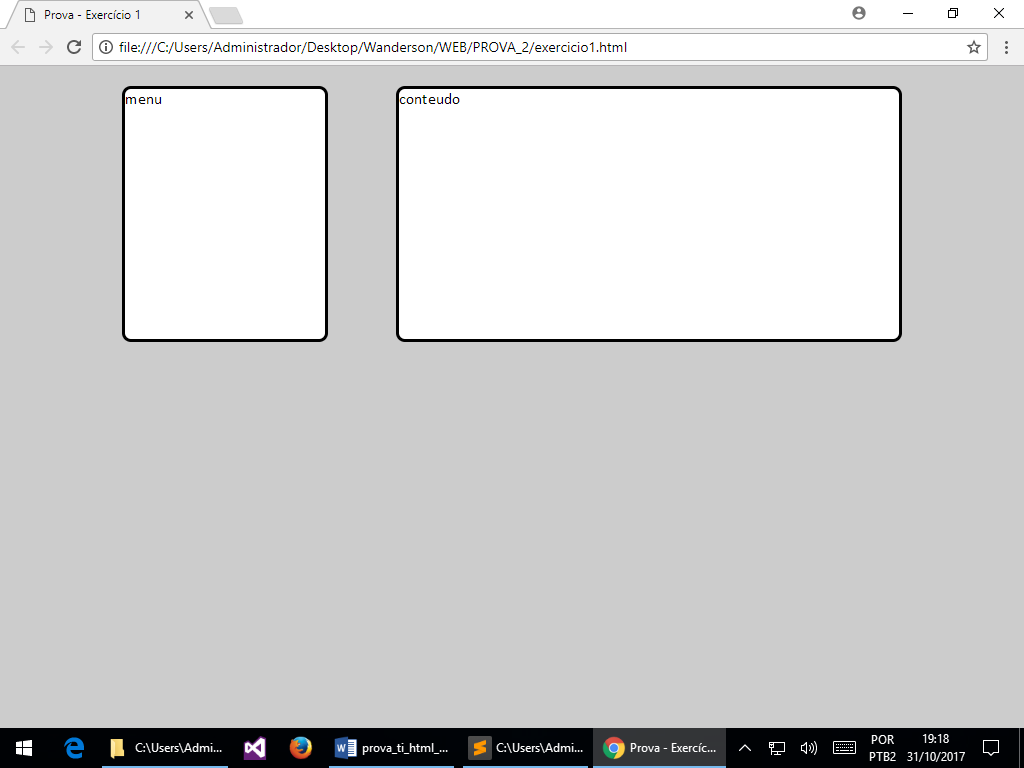 Prova - Exercício 1
file:///C:/Users/Administrador/Desktop/Wanderson/WEB/PROVA_2/exercicio1.html
menu
conteudo
C:\Users\Admi...
prova_ti_html_...
C:\Users\Admi...
Prova - Exercíc...
POR
PTB2
19:18
31/10/2017